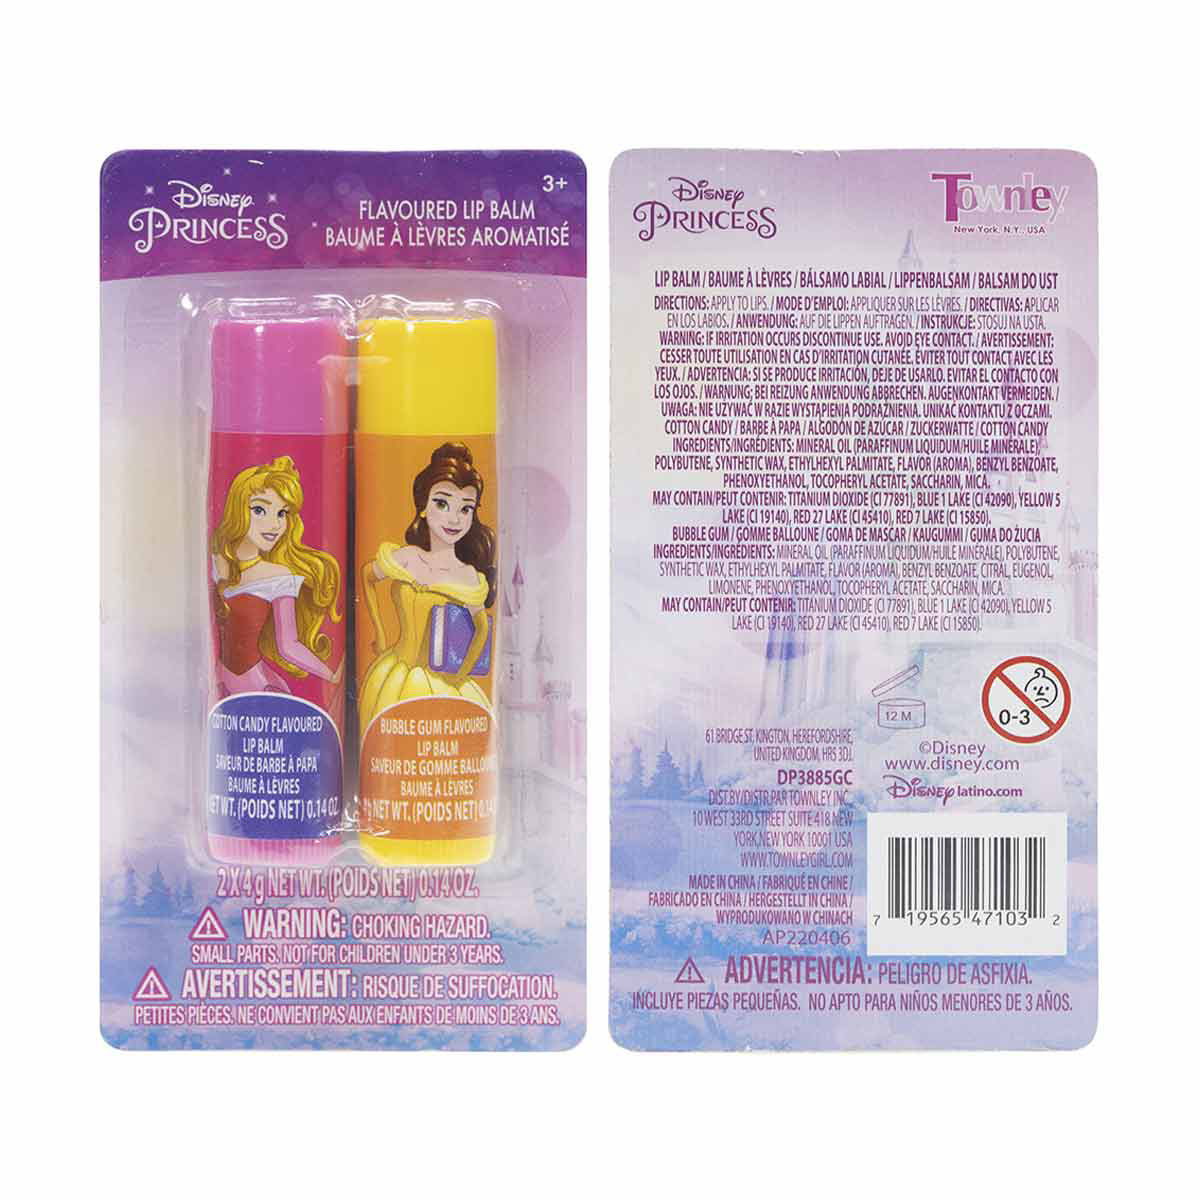 Disney
PRINCESS
3+
FLAVOURED LIP BALM
BAUME À LÈVRES AROMATISÉ
COTTON CANDY FLAVOURED
LIP BALM
SAVEUR DE BARBE À PAPA
BAUME À LÈVRES
NET WT. (POIDS NET) 0.14 OZ
BUBBLE GUM FLAVOURED
LIP BALM
SAVEUR DE GOMME BALLOUNE
BAUME À LÈVRES
g NET WT. (POIDS NET) 0.14
2 X 4 g NET WT. (POIDS NET) 0.14 OZ.
WARNING: CHOKING HAZARD.
SMALL PARTS. NOT FOR CHILDREN UNDER 3 YEARS.
AVERTISSEMENT: RISQUE DE SUFFOCATION.
PETITES PIÈCES. NE CONVIENT PAS AUX ENFANTS DE MOINS DE 3 ANS.
Disney
PRINCESS
Townley
New York, N.Y., USA
LIP BALM / BAUME À LÈVRES / BÁLSAMO LABIAL / LIPPENBALSAM / BALSAM DO UST
DIRECTIONS: APPLY TO LIPS. / MODE D'EMPLOI: APPLIQUER SUR LES LÈVRES. / DIRECTIVAS: APLICAR
EN LOS LABIOS. / ANWENDUNG: AUF DIE LIPPEN AUFTRAGEN. / INSTRUKCJE: STOSUJ NA USTA.
WARNING: IF IRRITATION OCCURS DISCONTINUE USE. AVOID EYE CONTACT. / AVERTISSEMENT:
CESSER TOUTE UTILISATION EN CAS D'IRRITATION CUTANÉE. ÉVITER TOUT CONTACT AVEC LES
YEUX. / ADVERTENCIA: SI SE PRODUCE IRRITACIÓN, DEJE DE USARLO. EVITAR EL CONTACTO CON
LOS OJOS. / WARNUNG: BEI REIZUNG ANWENDUNG ABBRECHEN. AUGENKONTAKT VERMEIDEN. /
UWAGA: NIE UŻYWAĆ W RAZIE WYSTĄPIENIA PODRAŻNIENIA. UNIKAĆ KONTAKTU Z OCZAMI.
COTTON CANDY / BARBE À PAPA / ALGODÓN DE AZÚCAR / ZUCKERWATTE / COTTON CANDY
INGREDIENTS/INGRÉDIENTS: MINERAL OIL (PARAFFINUM LIQUIDUM/HUILE MINÉRALE),
POLYBUTENE, SYNTHETIC WAX, ETHYLHEXYL PALMITATE, FLAVOR (AROMA), BENZYL BENZOATE,
PHENOXYETHANOL, TOCOPHERYL ACETATE, SACCHARIN, MICA.
MAY CONTAIN/PEUT CONTENIR: TITANIUM DIOXIDE (CI 77891), BLUE 1 LAKE (CI 42090), YELLOW 5
LAKE (CI 19140), RED 27 LAKE (CI 45410), RED 7 LAKE (CI 15850).
BUBBLE GUM / GOMME BALLOUNE / GOMA DE MASCAR / KAUGUMMI / GUMA DO ŻUCIA
INGREDIENTS/INGRÉDIENTS: MINERAL OIL (PARAFFINUM LIQUIDUM/HUILE MINÉRALE), POLYBUTENE,
SYNTHETIC WAX, ETHYLHEXYL PALMITATE, FLAVOR (AROMA), BENZYL BENZOATE, CITRAL, EUGENOL,
LIMONENE, PHENOXYETHANOL, TOCOPHERYL ACETATE, SACCHARIN, MICA.
MAY CONTAIN/PEUT CONTENIR: TITANIUM DIOXIDE (CI 77891), BLUE 1 LAKE (CI 42090), YELLOW 5
LAKE (CI 19140), RED 27 LAKE (CI 45410), RED 7 LAKE (CI 15850).
12 M
0-3
61 BRIDGE ST, KINGTON, HEREFORDSHIRE,
UNITED KINGDOM, HR5 3DJ.
DP3885GC
DIST.BY/DISTR.PAR TOWNLEY INC.
10 WEST 33RD STREET SUITE 418 NEW
YORK, NEW YORK 10001 USA
WWW.TOWNLEYGIRL.COM
MADE IN CHINA / FABRIQUÉ EN CHINE /
FABRICADO EN CHINA / HERGESTELLT IN CHINA /
WYPRODUKOWANO W CHINACH
AP220406
©Disney
www.disney.com
Disney latino.com
7 19565 47103 2
ADVERTENCIA: PELIGRO DE ASFIXIA.
INCLUYE PIEZAS PEQUEÑAS. NO APTO PARA NIÑOS MENORES DE 3 AÑOS.